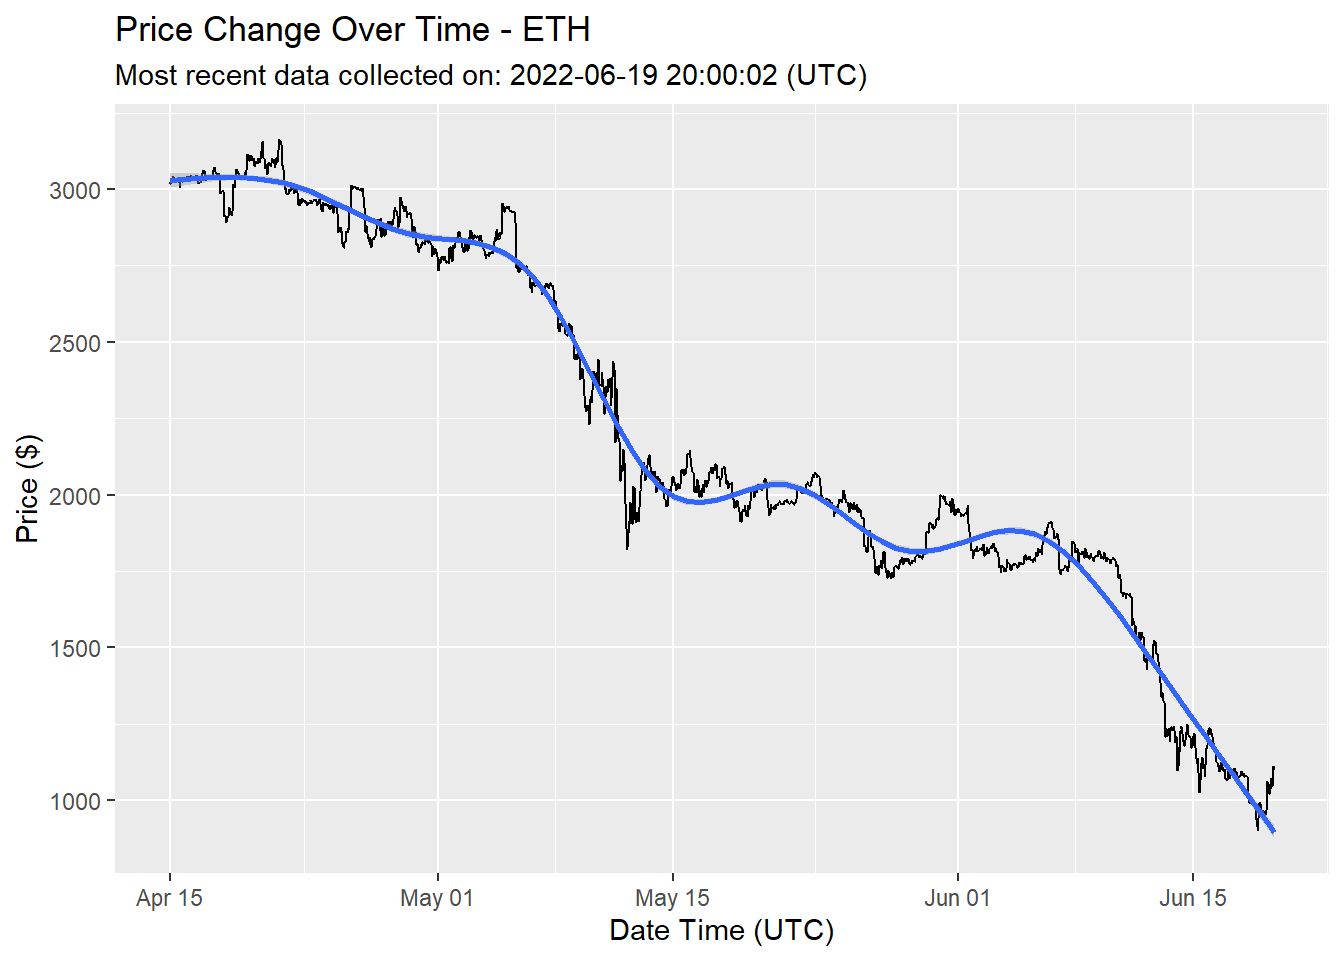 Price Change Over Time - ETH
Most recent data collected on: 2022-06-19 20:00:02 (UTC)
Price ($)
3000
2500
2000
1500
1000
Apr 15
May 01
May 15
Jun 01
Jun 15
Date Time (UTC)